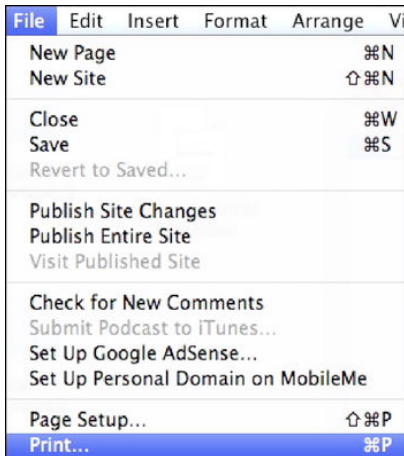 File Edit Insert Format Arrange Vi
New Page ⌘N
New Site ⇧⌘N
Close ⌘W
Save ⌘S
Revert to Saved...
Publish Site Changes
Publish Entire Site
Visit Published Site
Check for New Comments
Submit Podcast to iTunes...
Set Up Google AdSense...
Set Up Personal Domain on MobileMe
Page Setup... ⇧⌘P
Print... ⌘P